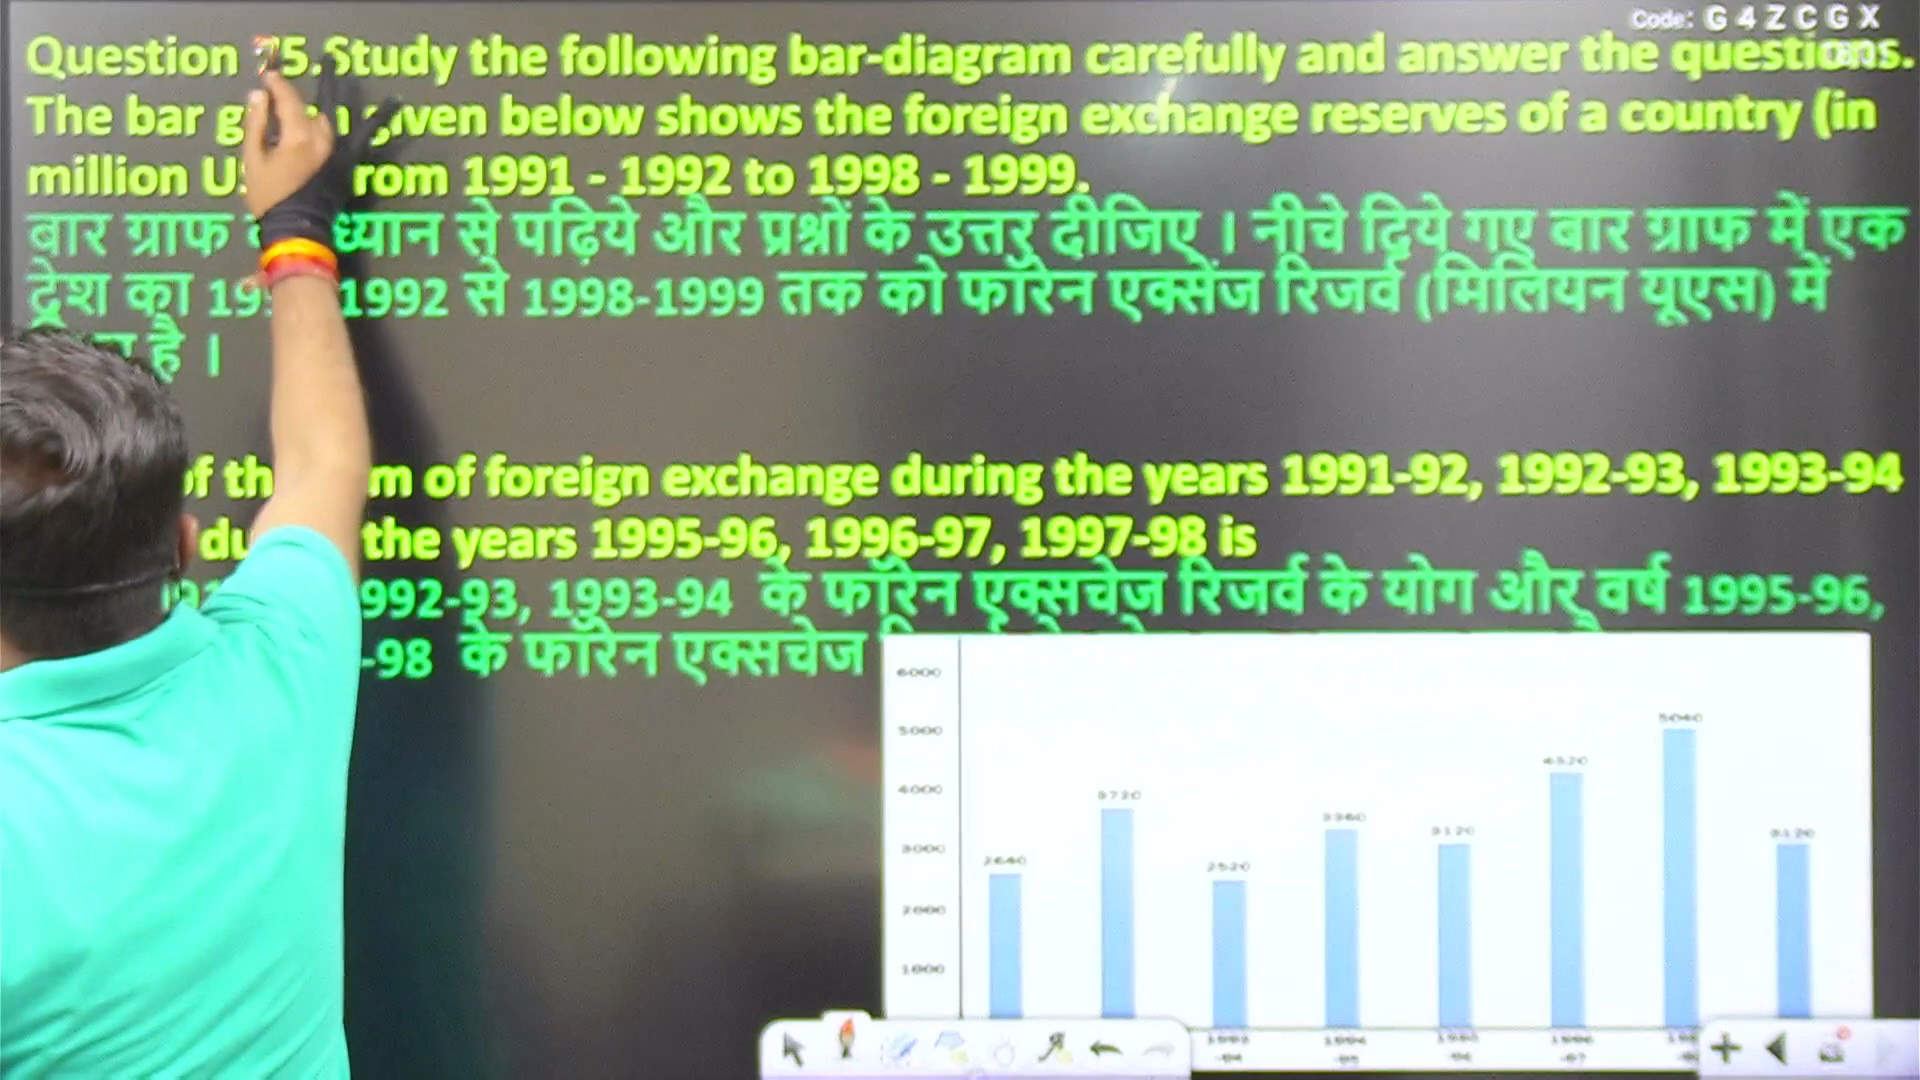 Code: G 4 Z C G X
Question 75. Study the following bar-diagram carefully and answer the questions.
The bar given below shows the foreign exchange reserves of a country (in
million from 1991 - 1992 to 1998 - 1999.
बार ग्राफ ध्यान से पढ़िये और प्रश्नों के उत्तर दीजिए । नीचे दिये गए बार ग्राफ में एक
देश का 1992 से 1998-1999 तक को फॉरेन एक्सेंज रिजर्व (मिलियन यूएस) में
है ।
of foreign exchange during the years 1991-92, 1992-93, 1993-94
the years 1995-96, 1996-97, 1997-98 is
1992-93, 1993-94 के फॉरेन एक्सचेज रिजर्व के योग और वर्ष 1995-96,
-98 के फॉरेन एक्सचेज
6000
5040
5000
4320
4000
3720
3360
3120
3120
3000
2640
2520
2000
1000